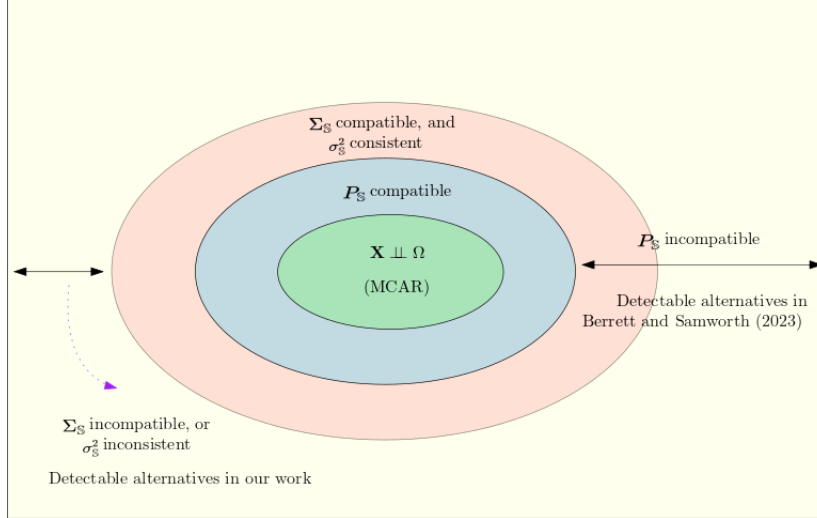 Σ_𝕊 compatible, and
σ²_𝕊 consistent
P_𝕊 compatible
X ⫫ Ω
(MCAR)
P_𝕊 incompatible
Detectable alternatives in
Berrett and Samworth (2023)
Σ_𝕊 incompatible, or
σ²_𝕊 inconsistent
Detectable alternatives in our work